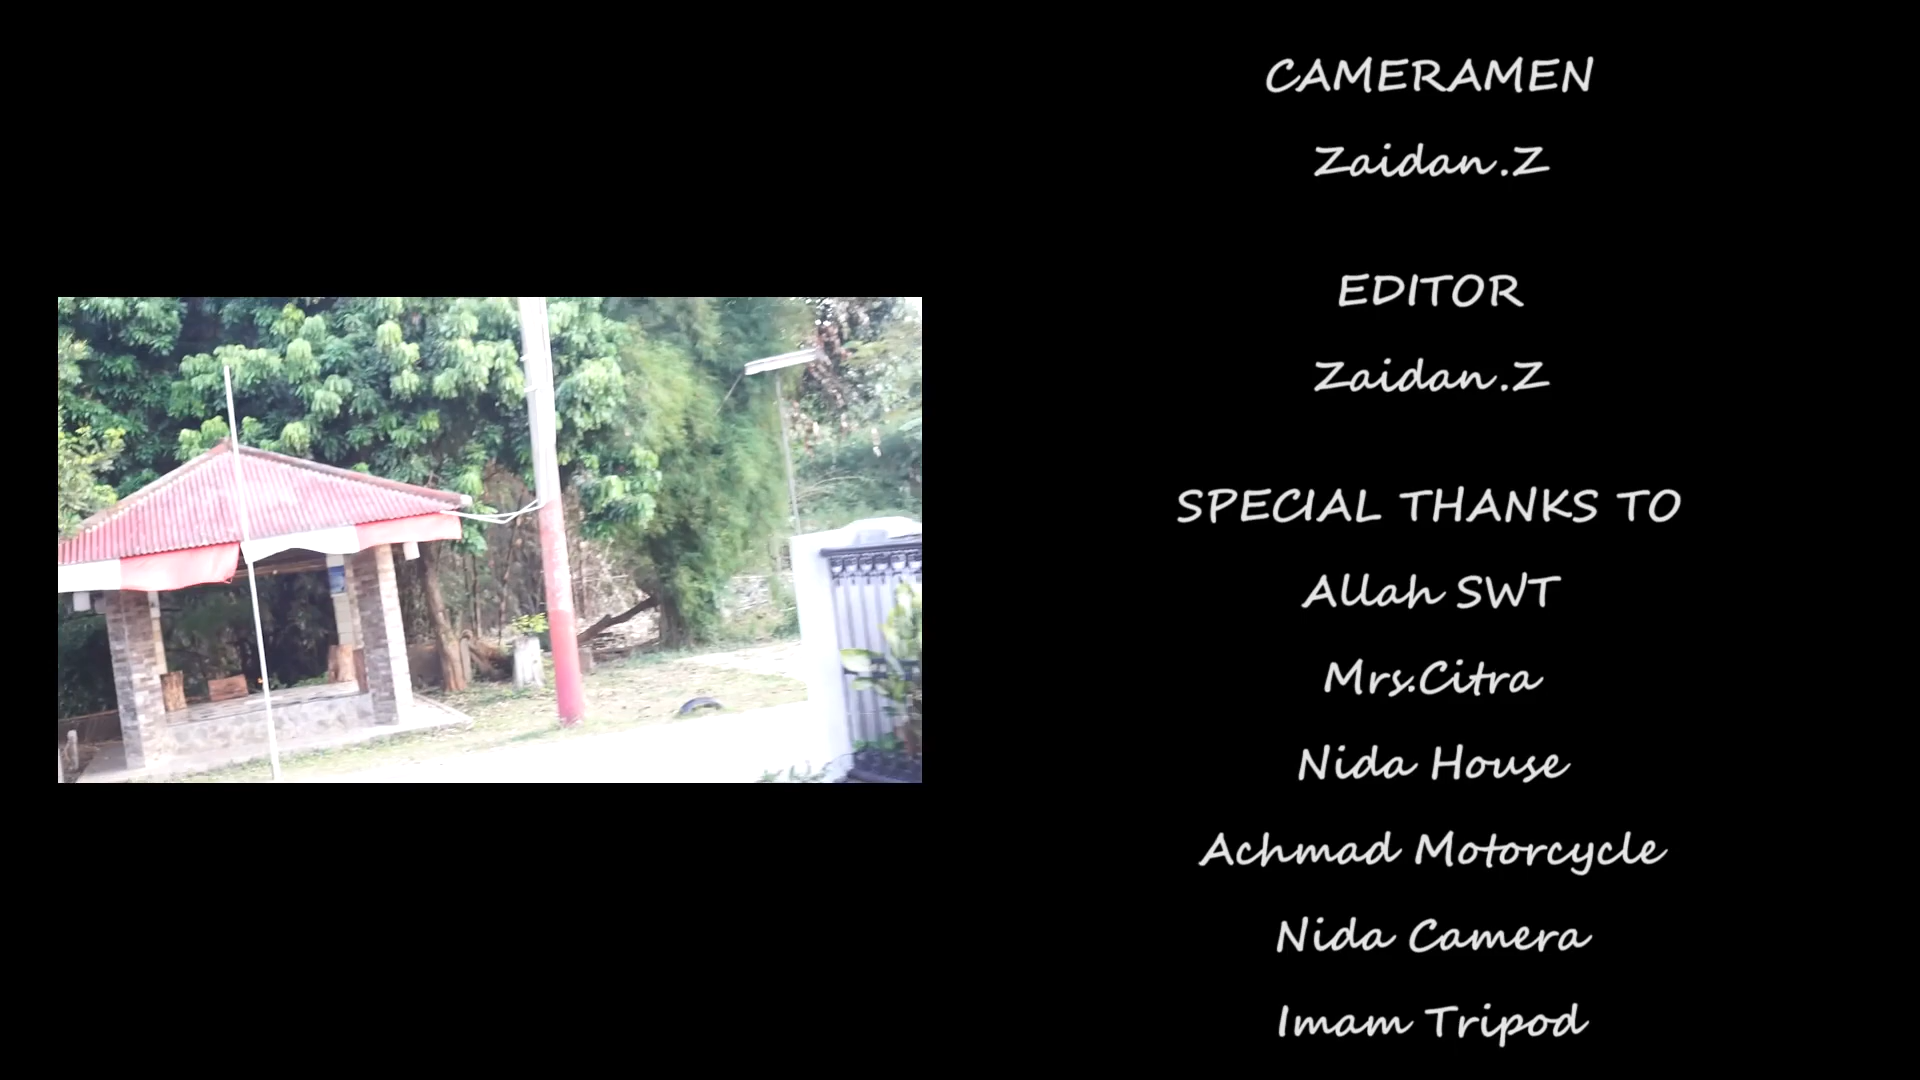 CAMERAMEN
Zaidan.Z
EDITOR
Zaidan.Z
SPECIAL THANKS TO
Allah SWT
Mrs.Citra
Nida House
Achmad Motorcycle
Nida Camera
Imam Tripod